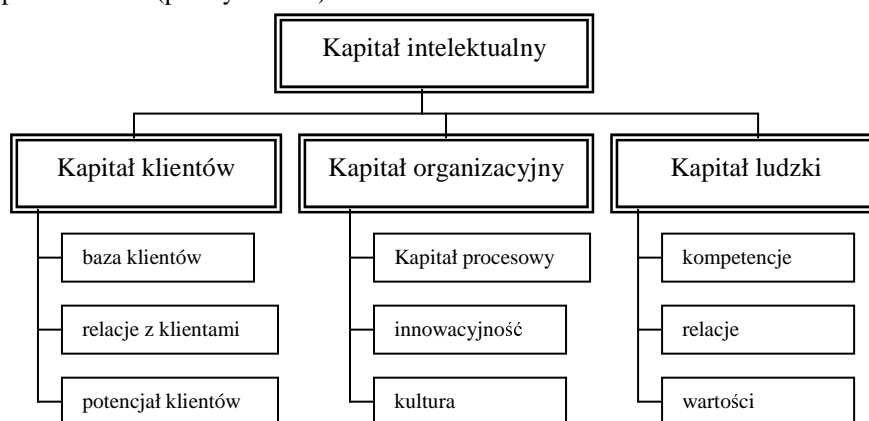 Kapitał intelektualny
Kapitał klientów
Kapitał organizacyjny
Kapitał ludzki
baza klientów
Kapitał procesowy
kompetencje
relacje z klientami
innowacyjność
relacje
potencjał klientów
kultura
wartości